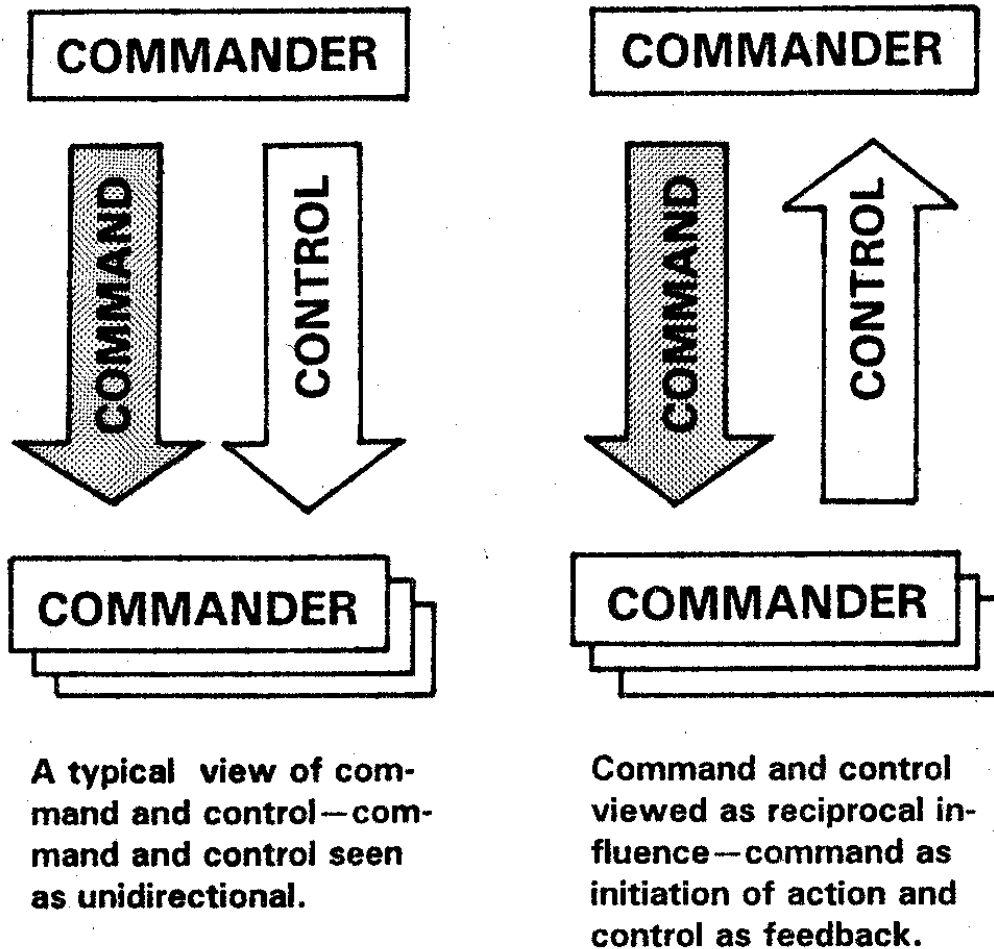 COMMANDER
COMMAND
CONTROL
COMMANDER
A typical view of com-
mand and control—com-
mand and control seen
as unidirectional.
COMMANDER
COMMAND
CONTROL
COMMANDER
Command and control
viewed as reciprocal in-
fluence—command as
initiation of action and
control as feedback.